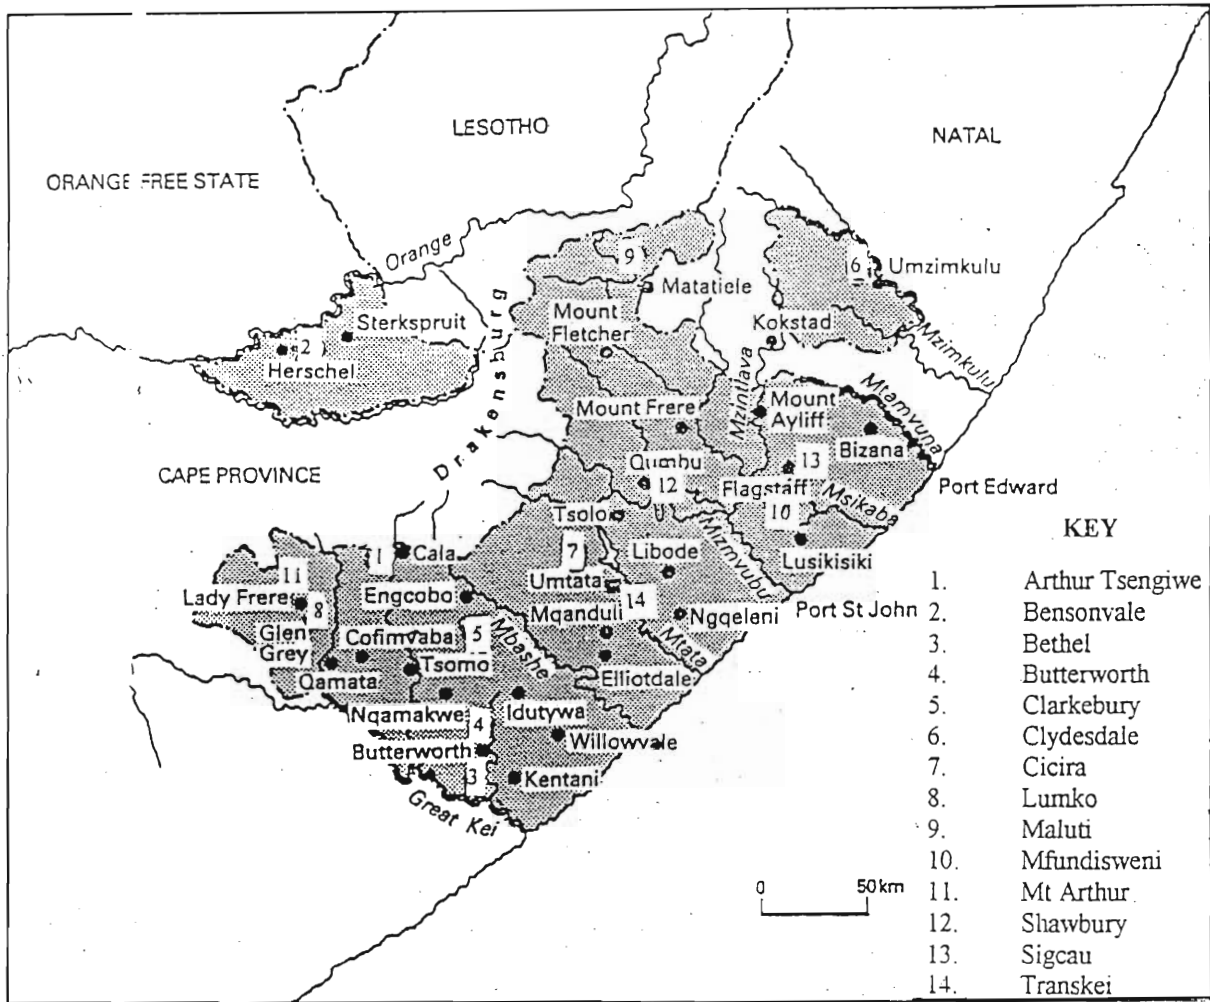 LESOTHO
NATAL
ORANGE FREE STATE
Orange
9
6
Umzimkulu
Matatiele
Mount
Fletcher
Kokstad
Sterkspruit
2
Herschel
Drakensburg
Mzimkulu
Mzintlava
Mtamvuna
Mount
Ayliff
Mount Frere
Bizana
CAPE PROVINCE
Qumbu
12
13
Flagstaff
Msikaba
Port Edward
10
Tsolo
Mizmvubu
Lusikisiki
1
Cala
7
Libode
11
Lady Frere
8
Engcobo
Umtata
14
Mqanduli
Ngqeleni
Port St John
Glen
Grey
Cofimvaba
5
Mbashe
Mtata
Qamata
Tsomo
Elliotdale
Nqamakwe
Idutywa
4
Willowvale
Butterworth
3
Kentani
Great Kei
0 50km
KEY
1. Arthur Tsengiwe
2. Bensonvale
3. Bethel
4. Butterworth
5. Clarkebury
6. Clydesdale
7. Cicira
8. Lumko
9. Maluti
10. Mfundisweni
11. Mt Arthur
12. Shawbury
13. Sigcau
14. Transkei